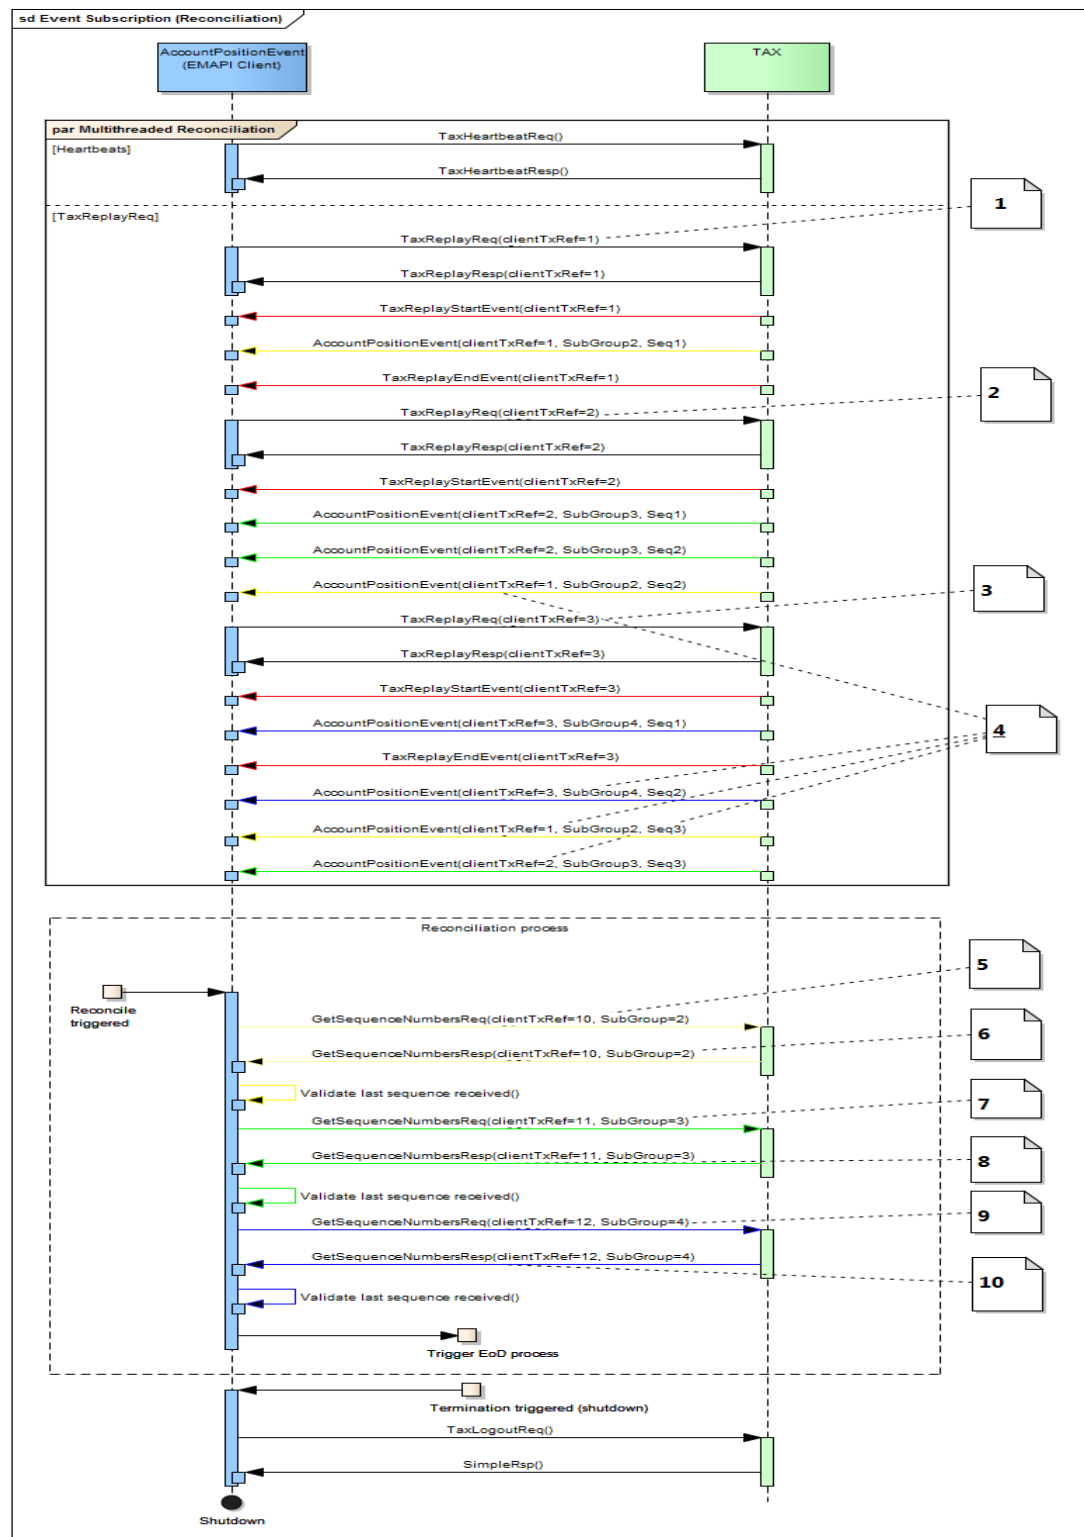 sd Event Subscription (Reconciliation)
AccountPositionEvent
(EMAPI Client)
TAX
par Multithreaded Reconciliation
[Heartbeats]
TaxHeartbeatReq()
TaxHeartbeatResp()
[TaxReplayReq]
1
TaxReplayReq(clientTxRef=1)
TaxReplayResp(clientTxRef=1)
TaxReplayStartEvent(clientTxRef=1)
AccountPositionEvent(clientTxRef=1, SubGroup2, Seq1)
TaxReplayEndEvent(clientTxRef=1)
2
TaxReplayReq(clientTxRef=2)
TaxReplayResp(clientTxRef=2)
TaxReplayStartEvent(clientTxRef=2)
AccountPositionEvent(clientTxRef=2, SubGroup3, Seq1)
AccountPositionEvent(clientTxRef=2, SubGroup3, Seq2)
AccountPositionEvent(clientTxRef=1, SubGroup2, Seq2)
3
TaxReplayReq(clientTxRef=3)
TaxReplayResp(clientTxRef=3)
TaxReplayStartEvent(clientTxRef=3)
AccountPositionEvent(clientTxRef=3, SubGroup4, Seq1)
4
TaxReplayEndEvent(clientTxRef=3)
AccountPositionEvent(clientTxRef=3, SubGroup4, Seq2)
AccountPositionEvent(clientTxRef=1, SubGroup2, Seq3)
AccountPositionEvent(clientTxRef=2, SubGroup3, Seq3)
Reconciliation process
5
Reconcile
triggered
GetSequenceNumbersReq(clientTxRef=10, SubGroup=2)
6
GetSequenceNumbersResp(clientTxRef=10, SubGroup=2)
Validate last sequence received()
7
GetSequenceNumbersReq(clientTxRef=11, SubGroup=3)
GetSequenceNumbersResp(clientTxRef=11, SubGroup=3)
8
Validate last sequence received()
9
GetSequenceNumbersReq(clientTxRef=12, SubGroup=4)
GetSequenceNumbersResp(clientTxRef=12, SubGroup=4)
10
Validate last sequence received()
Trigger EoD process
Termination triggered (shutdown)
TaxLogoutReq()
SimpleRsp()
Shutdown